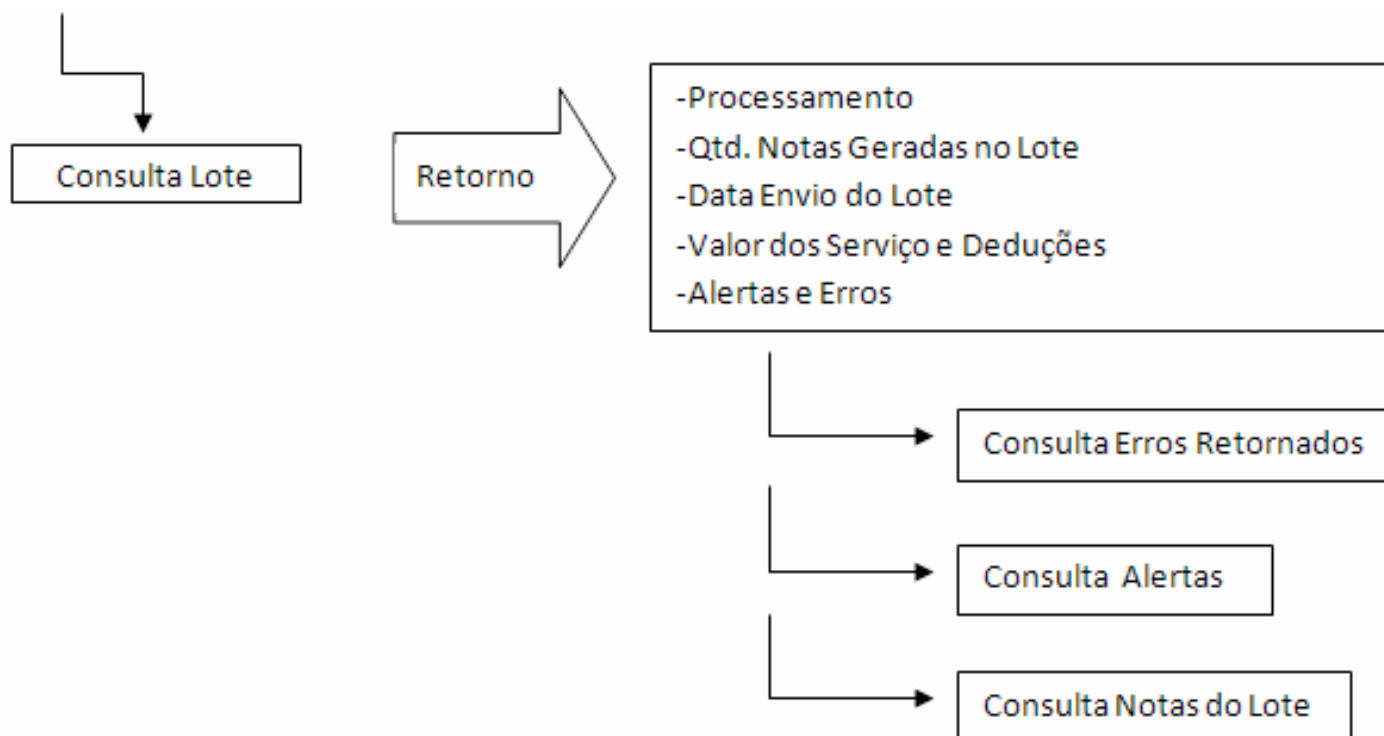 Consulta Lote
Retorno
-Processamento
-Qtd. Notas Geradas no Lote
-Data Envio do Lote
-Valor dos Serviço e Deduções
-Alertas e Erros
Consulta Erros Retornados
Consulta Alertas
Consulta Notas do Lote